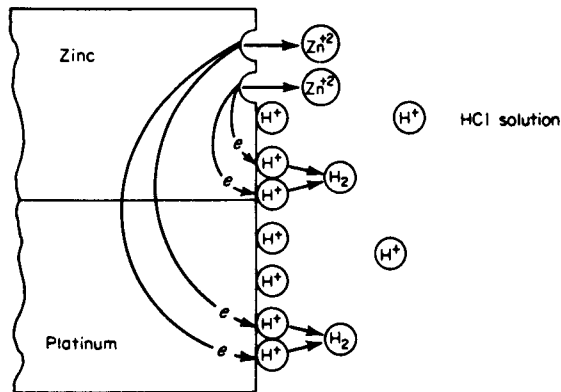 Zn+2
Zinc
Zn+2
H+
H+ HCl solution
e
H+
H2
e H+
H+
H+
H+
e H+
Platinum
H2
e H+